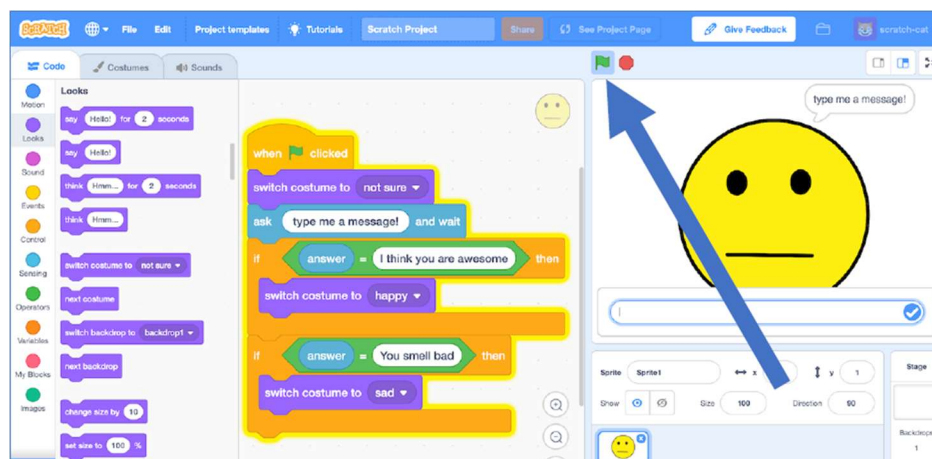 SCRATCH File Edit Project templates Tutorials Scratch Project Share See Project Page Give Feedback scratch-cat
Code Costumes Sounds
Motion
Looks
Sound
Events
Control
Sensing
Operators
Variables
My Blocks
Images
Looks
say Hello! for 2 seconds
say Hello!
think Hmm... for 2 seconds
think Hmm...
switch costume to not sure
next costume
switch backdrop to backdrop1
next backdrop
change size by 10
set size to 100 %
when clicked
switch costume to not sure
ask type me a message! and wait
if answer = I think you are awesome then
switch costume to happy
if answer = You smell bad then
switch costume to sad
type me a message!
Sprite Sprite1 x y 1
Show Size 100 Direction 90
Stage
Backdrops
1